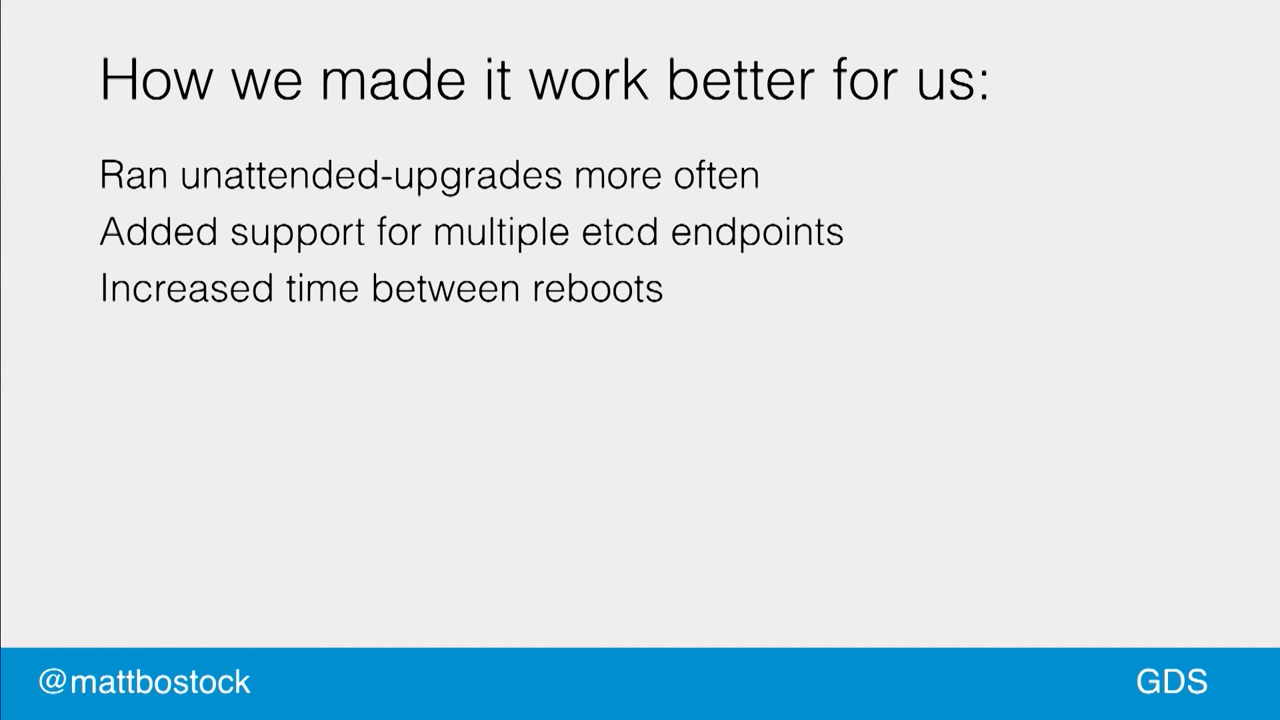 How we made it work better for us:
Ran unattended-upgrades more often
Added support for multiple etcd endpoints
Increased time between reboots
@mattbostock
GDS